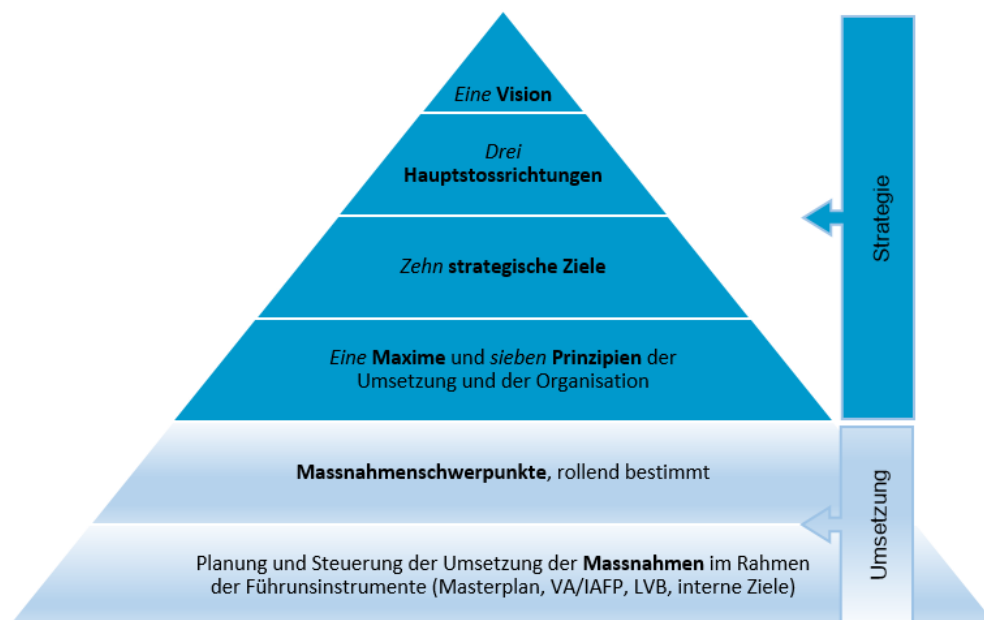 Eine Vision
Drei
Hauptstossrichtungen
Zehn strategische Ziele
Eine Maxime und sieben Prinzipien der
Umsetzung und der Organisation
Massnahmenschwerpunkte, rollend bestimmt
Planung und Steuerung der Umsetzung der Massnahmen im Rahmen
der Führunsinstrumente (Masterplan, VA/IAFP, LVB, interne Ziele)
Strategie
Umsetzung